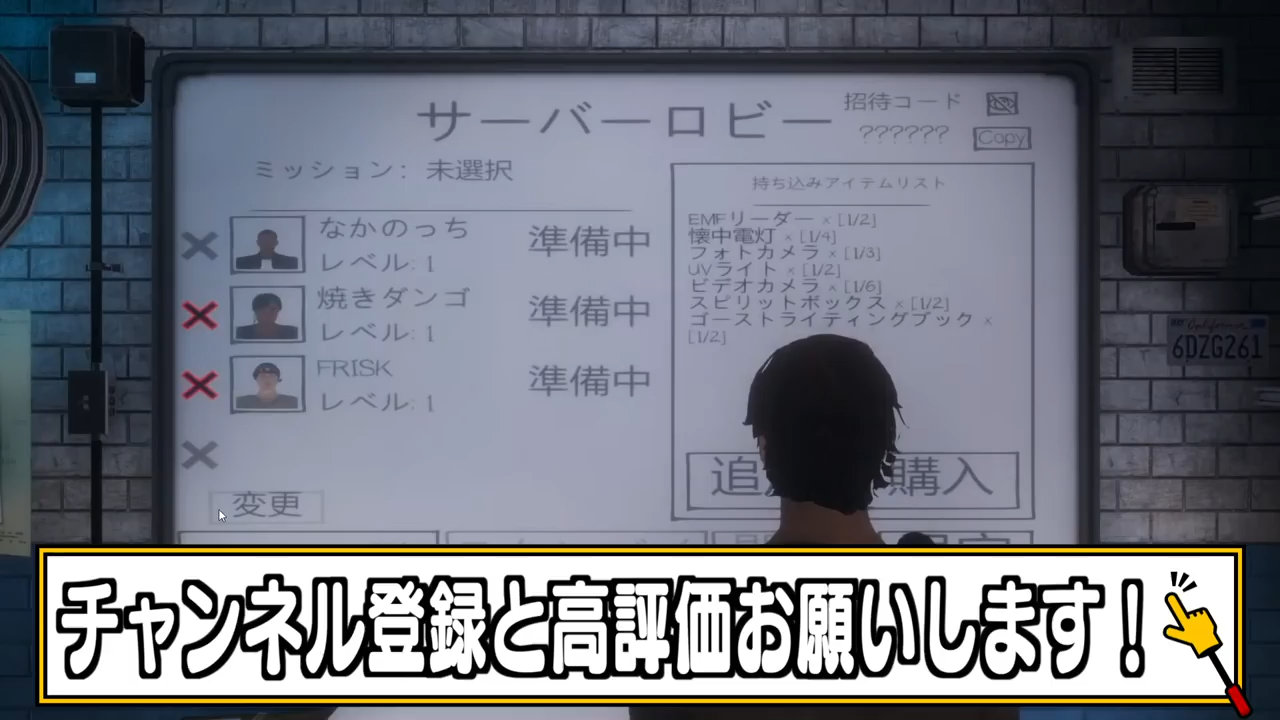 サーバーロビー
招待コード
??????
Copy
ミッション: 未選択
なかのっち
レベル: 1
準備中
焼きダンゴ
レベル: 1
準備中
FRISK
レベル: 1
準備中
変更
持ち込みアイテムリスト
EMFリーダー × [1/2]
懐中電灯 × [1/4]
フォトカメラ × [1/3]
UVライト × [1/2]
ビデオカメラ × [1/6]
スピリットボックス × [1/2]
ゴーストライティングブック ×
[1/2]
購入
California
6DZG261
チャンネル登録と高評価お願いします！